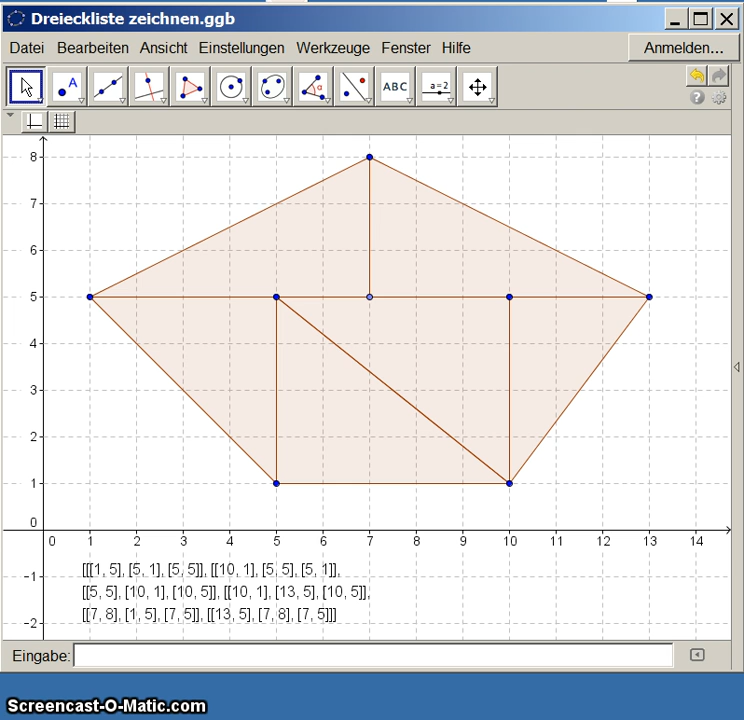 Dreieckliste zeichnen.ggb
Datei Bearbeiten Ansicht Einstellungen Werkzeuge Fenster Hilfe Anmelden...
A ABC a=2
8
7
6
5
4
3
2
1
0
0 1 2 3 4 5 6 7 8 9 10 11 12 13 14
-1
-2
[[[1, 5], [5, 1], [5, 5]], [[10, 1], [5, 5], [5, 1]],
[[5, 5], [10, 1], [10, 5]], [[10, 1], [13, 5], [10, 5]],
[[7, 8], [1, 5], [7, 5]], [[13, 5], [7, 8], [7, 5]]]
Eingabe:
Screencast-O-Matic.com